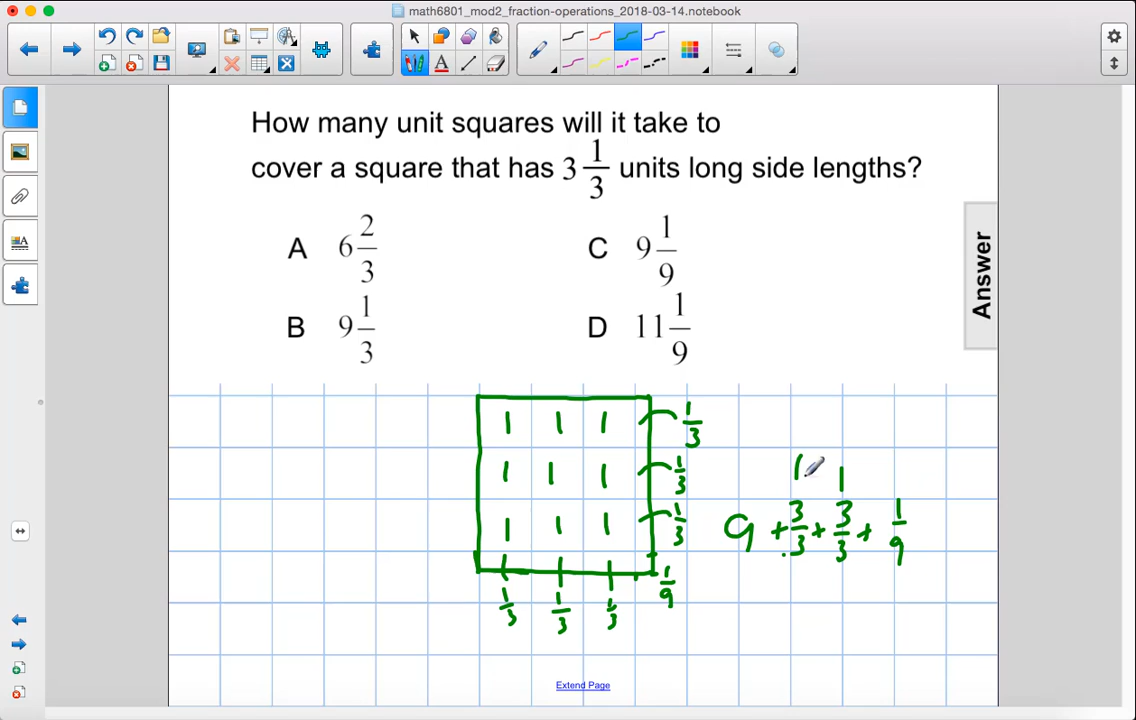 math6801_mod2_fraction-operations_2018-03-14.notebook
How many unit squares will it take to
cover a square that has 3 1/3 units long side lengths?
A 6 2/3
C 9 1/9
B 9 1/3
D 11 1/9
Answer
1 1 1 1/3
1 1 1 1/3
1 1 1 1/3
1/3 1/3 1/3 1/9
1 1
9 + 3/3 + 3/3 + 1/9
Extend Page